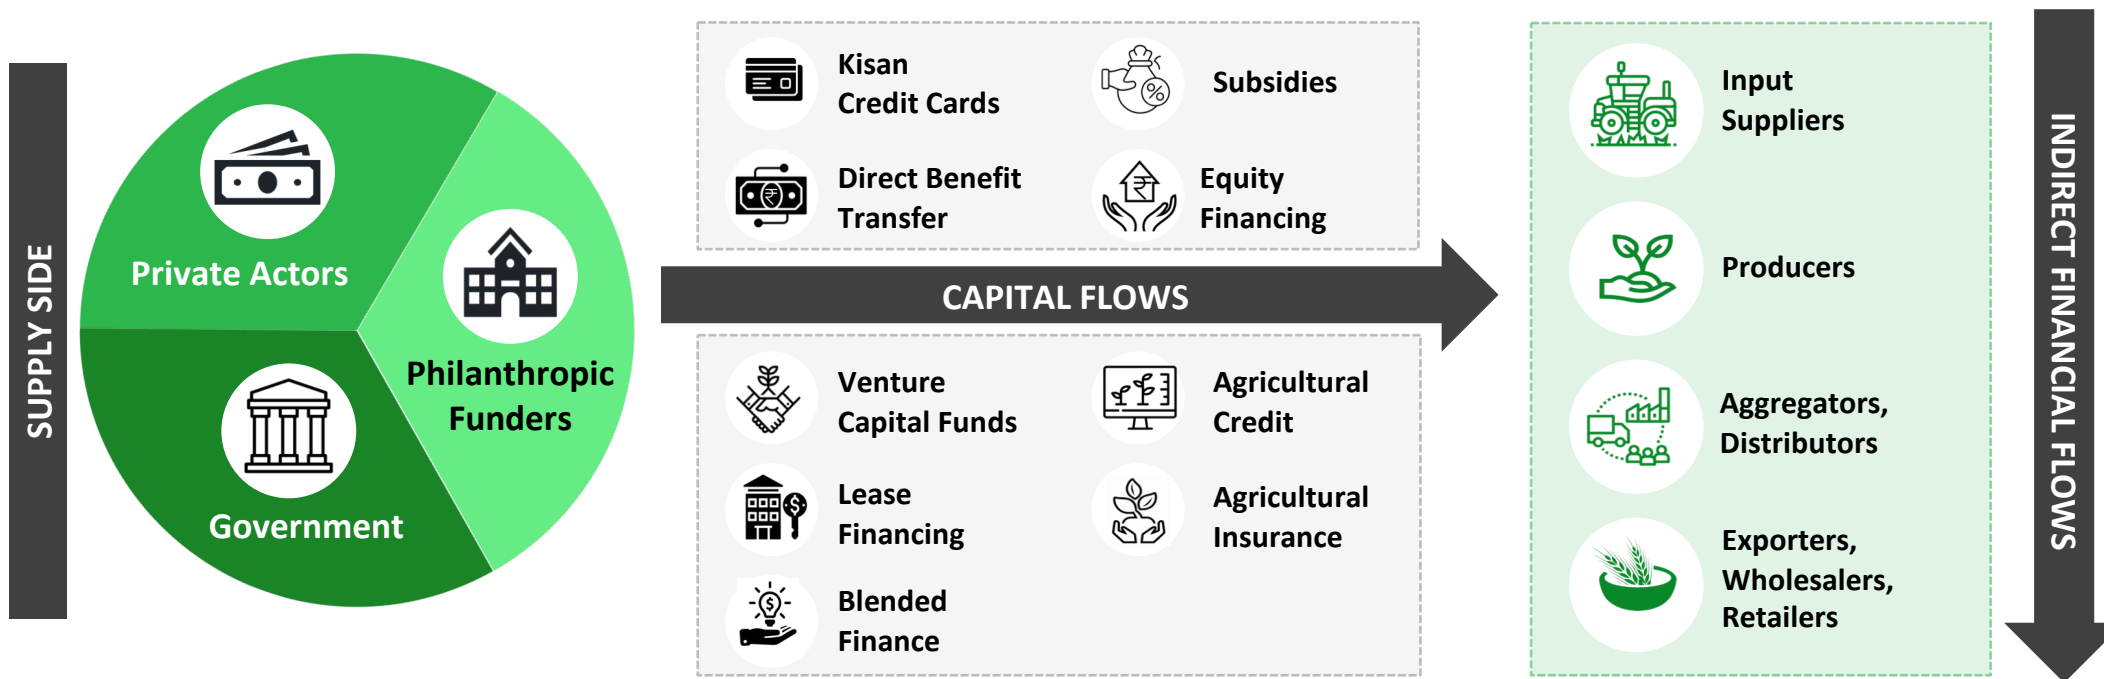 SUPPLY SIDE
Private Actors
Philanthropic
Funders
Government
Kisan
Credit Cards
Subsidies
Direct Benefit
Transfer
Equity
Financing
CAPITAL FLOWS
Venture
Capital Funds
Agricultural
Credit
Lease
Financing
Agricultural
Insurance
Blended
Finance
Input
Suppliers
Producers
Aggregators,
Distributors
Exporters,
Wholesalers,
Retailers
INDIRECT FINANCIAL FLOWS